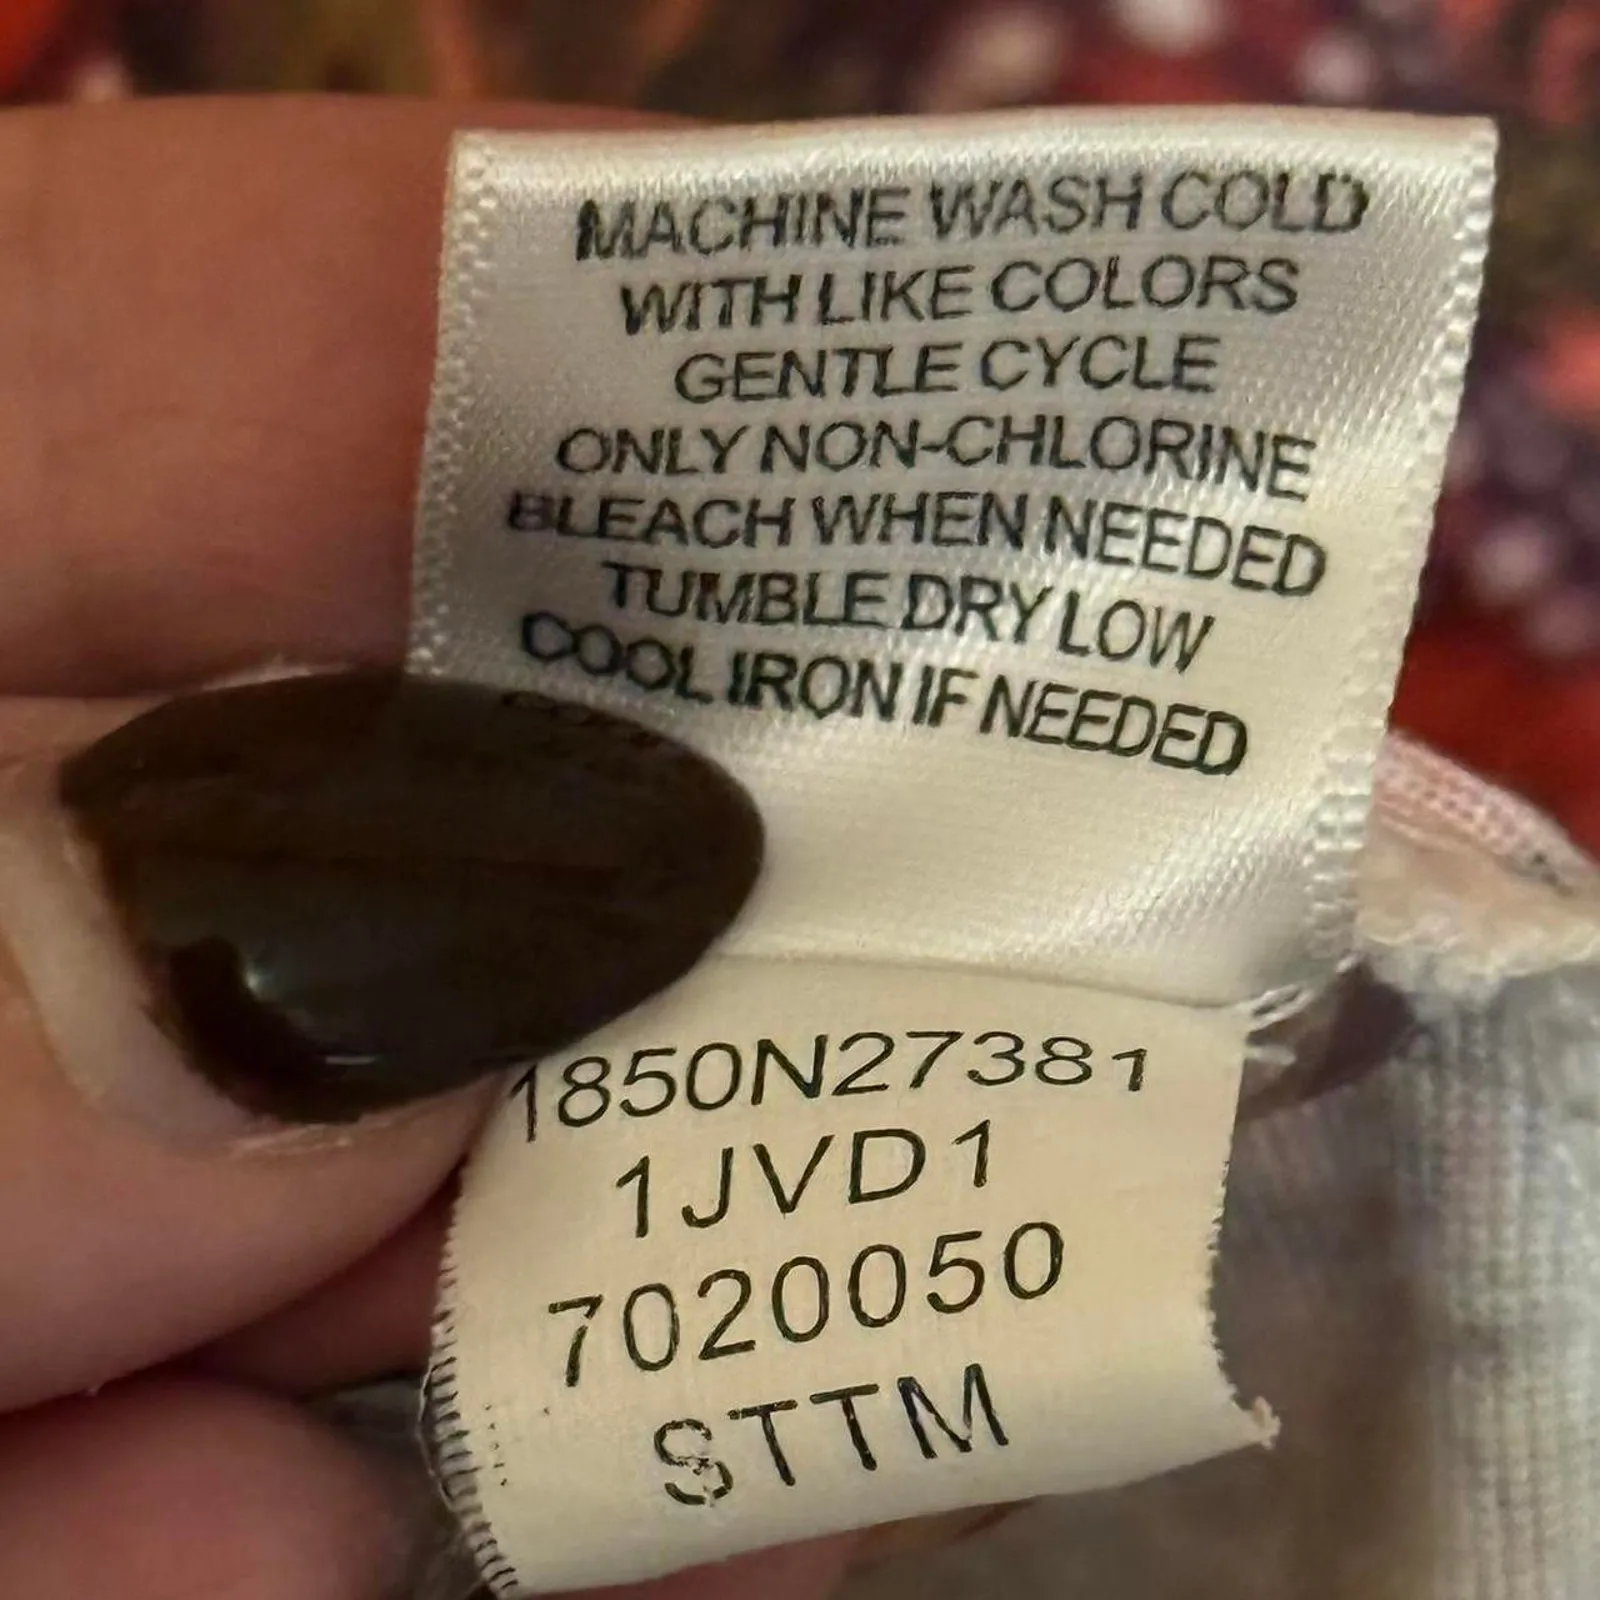 MACHINE WASH COLD
WITH LIKE COLORS
GENTLE CYCLE
ONLY NON-CHLORINE
BLEACH WHEN NEEDED
TUMBLE DRY LOW
COOL IRON IF NEEDED
1850N27381
1JVD1
7020050
STTM